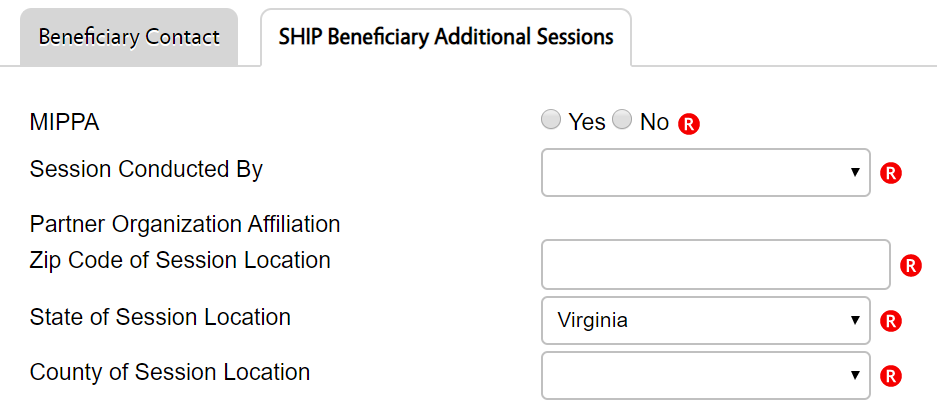 Beneficiary Contact
SHIP Beneficiary Additional Sessions
MIPPA Yes No R
Session Conducted By R
Partner Organization Affiliation
Zip Code of Session Location R
State of Session Location Virginia R
County of Session Location R